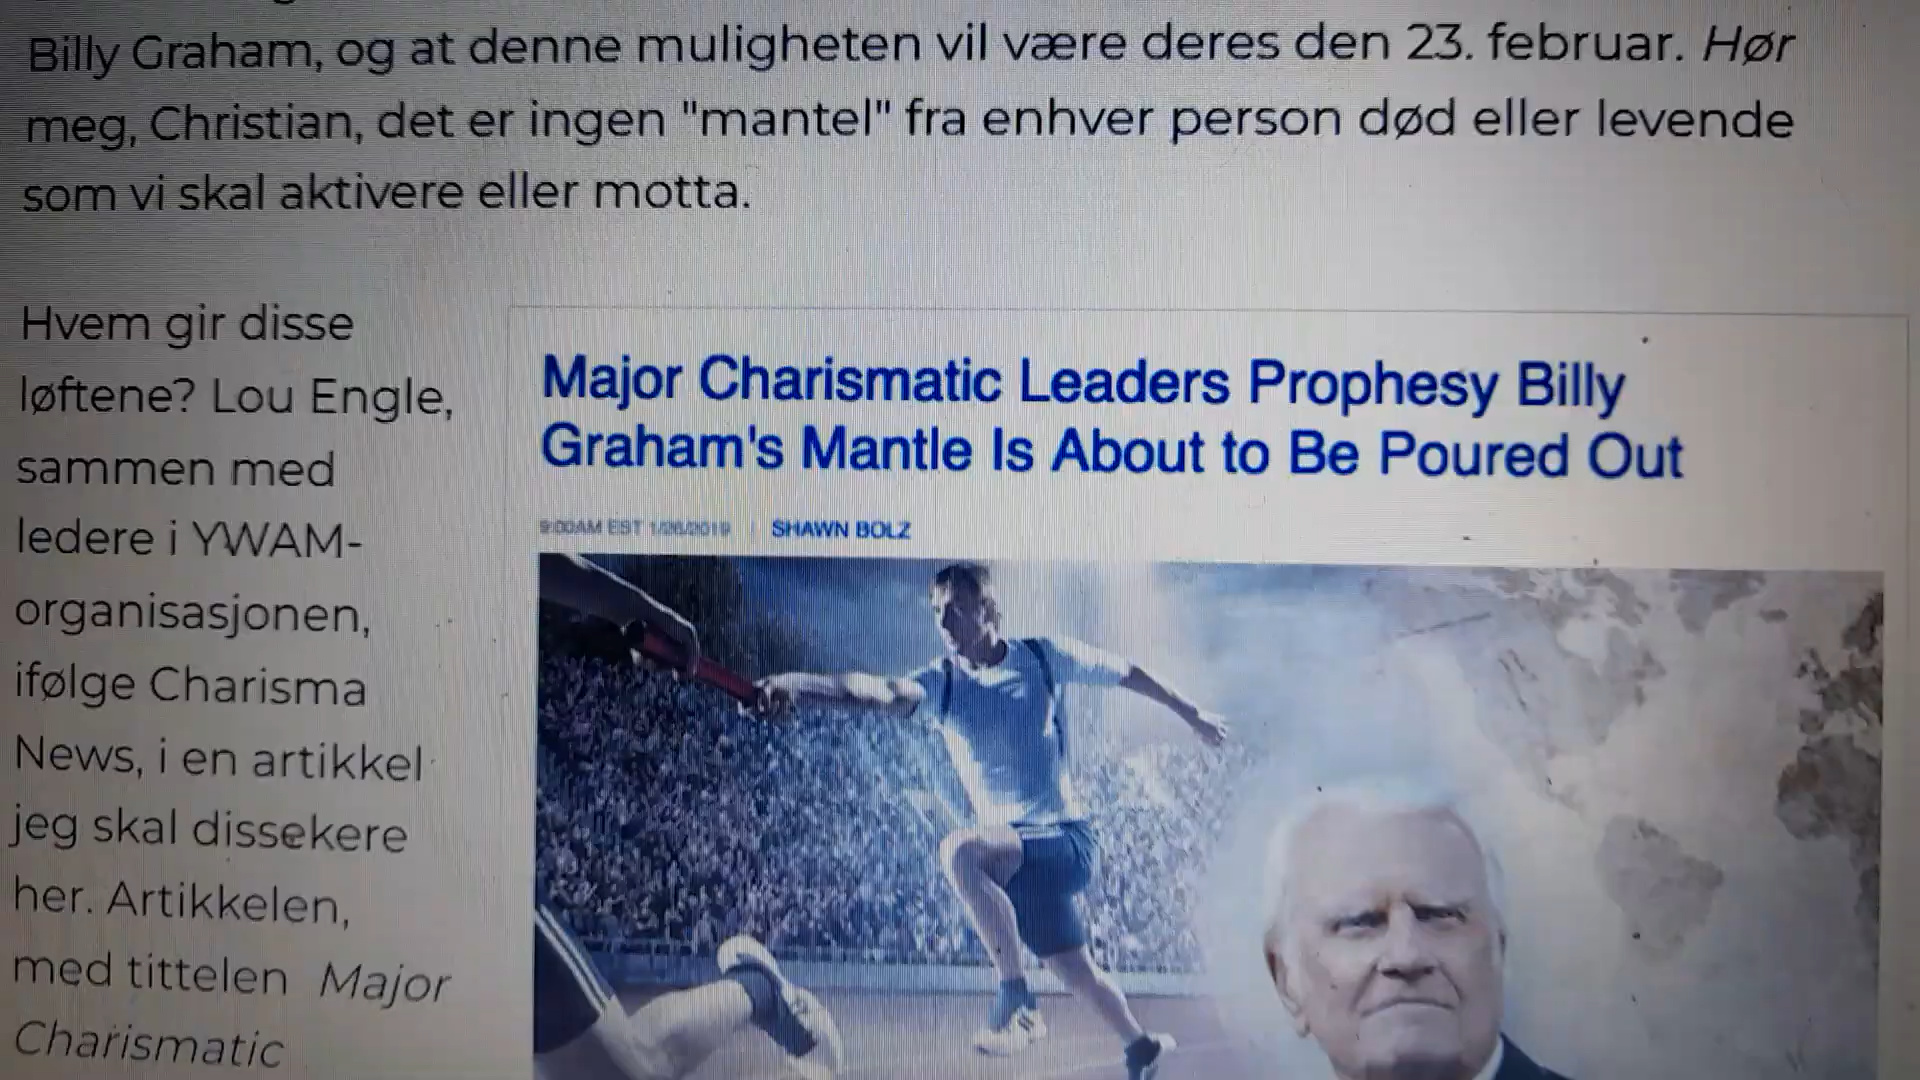 Billy Graham, og at denne muligheten vil være deres den 23. februar. Hør
meg, Christian, det er ingen "mantel" fra enhver person død eller levende
som vi skal aktivere eller motta.
Hvem gir disse
løftene? Lou Engle,
sammen med
ledere i YWAM-
organisasjonen,
ifølge Charisma
News, i en artikkel
jeg skal dissekere
her. Artikkelen,
med tittelen Major
Charismatic
Major Charismatic Leaders Prophesy Billy
Graham's Mantle Is About to Be Poured Out
9:00AM EST SHAWN BOLZ